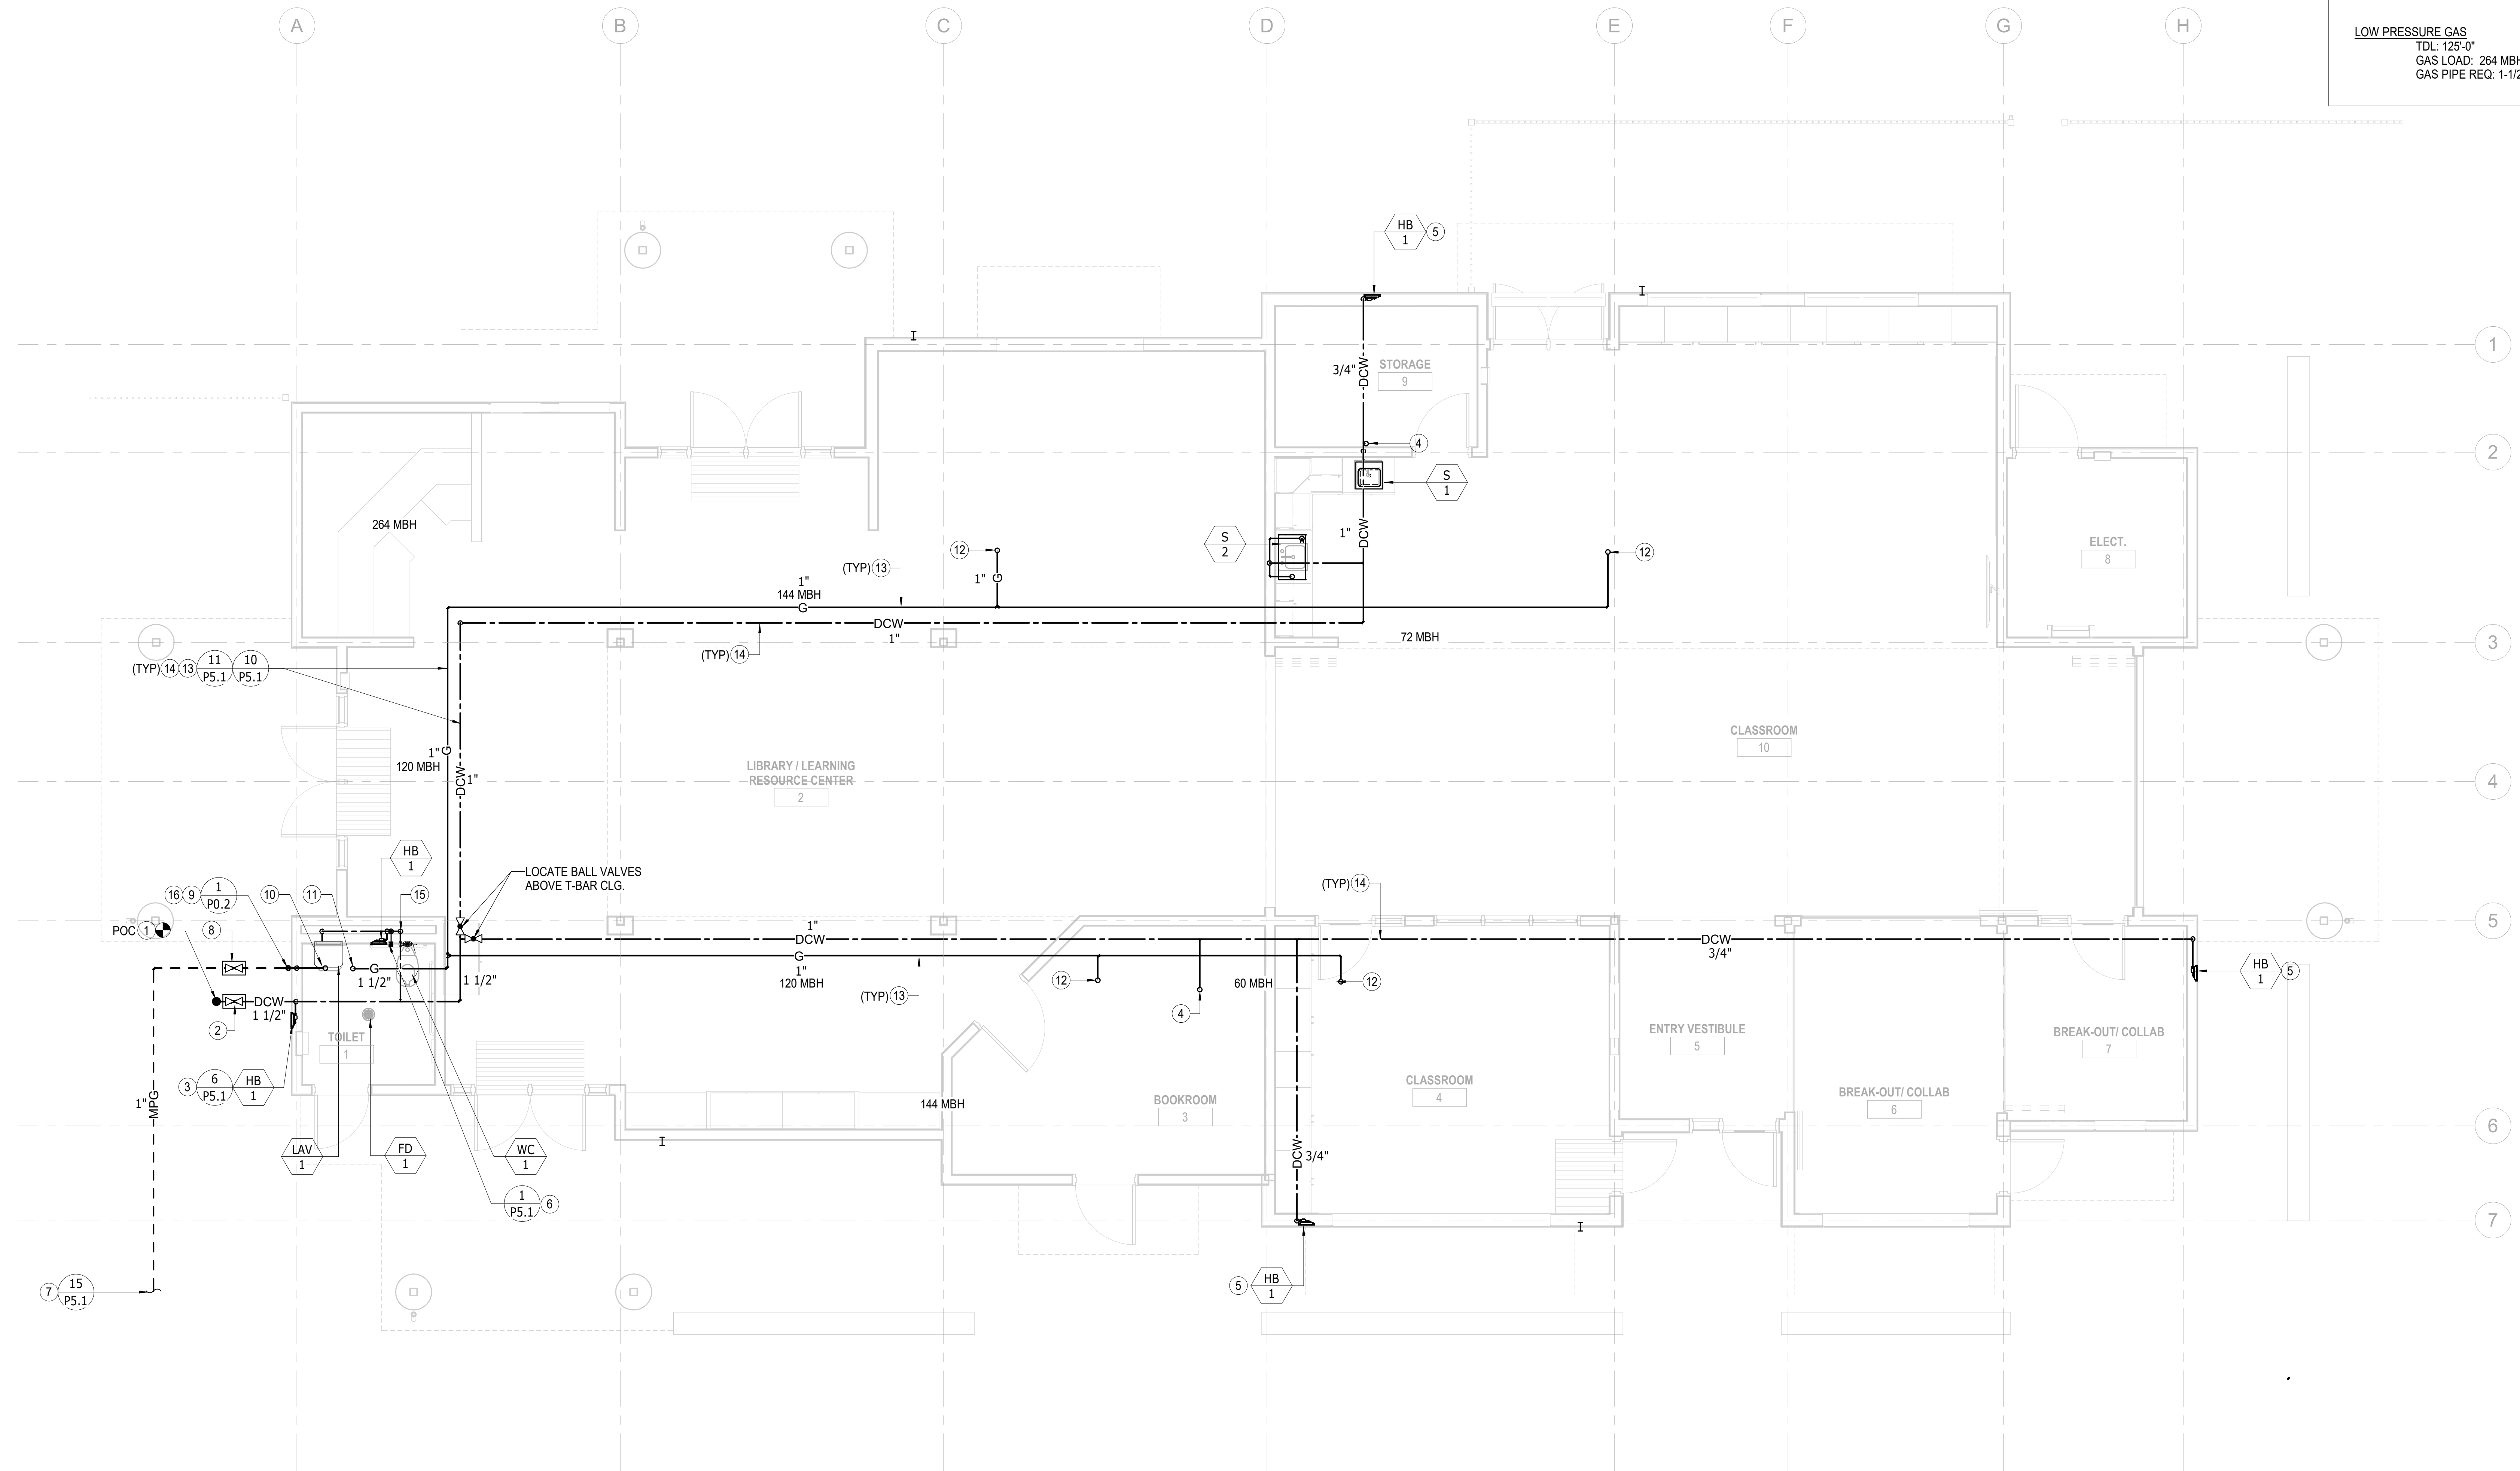 A
B
C
D
E
F
G
H
LOW PRESSURE GAS
TDL: 125'-0"
GAS LOAD: 264 MBH
GAS PIPE REQ: 1-1/2
HB
1
5
1
STORAGE
9
3/4"
DCW
4
2
S
1
264 MBH
1"
DCW
S
2
ELECT.
8
12
12
(TYP) 13
1"
G
1"
144 MBH
G
DCW
1"
72 MBH
3
(TYP) 14
(TYP) 14 13
11
P5.1
10
P5.1
CLASSROOM
10
1"
G
120 MBH
LIBRARY / LEARNING
RESOURCE CENTER
2
DCW
1"
4
HB
1
LOCATE BALL VALVES
ABOVE T-BAR CLG.
(TYP) 14
16 9
1
P0.2
10
11
15
5
POC 1
8
1"
DCW
DCW
3/4"
G
1"
120 MBH
G
1 1/2"
1 1/2"
12
60 MBH
12
HB
1
5
(TYP) 13
DCW
1 1/2"
4
2
TOILET
1
ENTRY VESTIBULE
5
BREAK-OUT/ COLLAB
7
3
6
P5.1
HB
1
CLASSROOM
4
BREAK-OUT/ COLLAB
6
1"
MPG
144 MBH
BOOKROOM
3
6
LAV
1
FD
1
WC
1
DCW
3/4"
1
P5.1
6
7
5
HB
1
7
15
P5.1